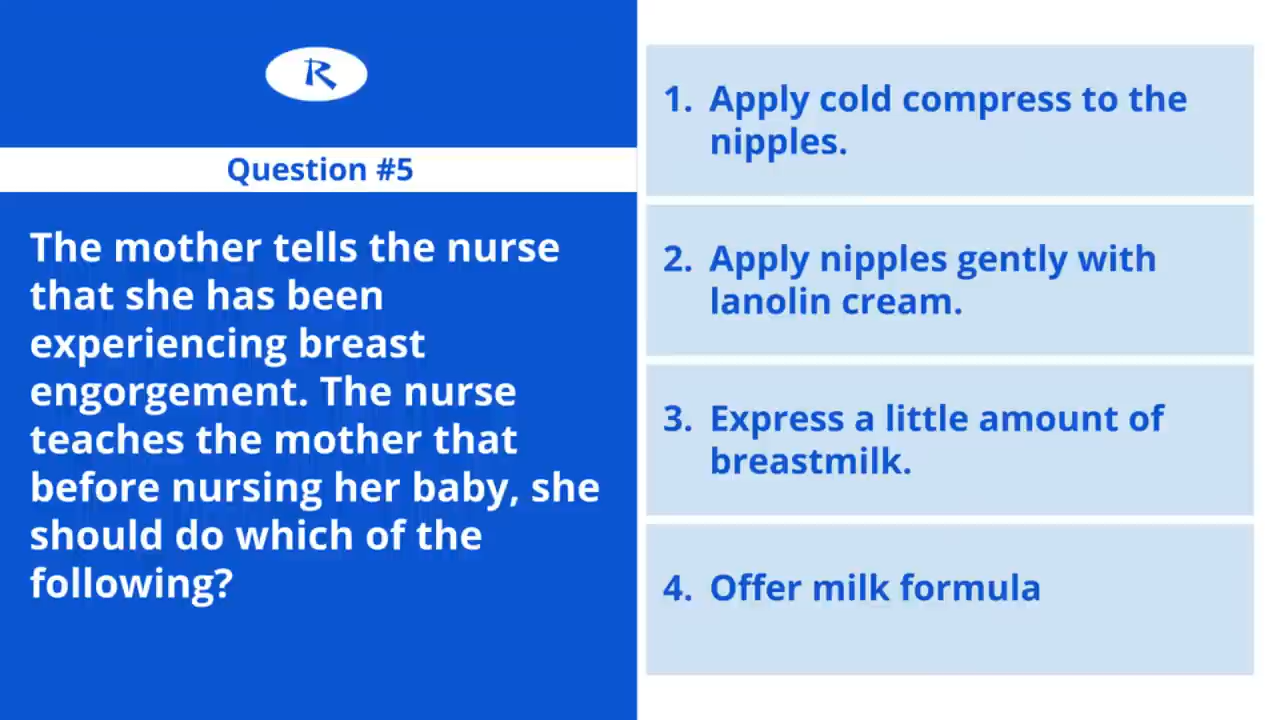 R
Question #5
The mother tells the nurse
that she has been
experiencing breast
engorgement. The nurse
teaches the mother that
before nursing her baby, she
should do which of the
following?
1. Apply cold compress to the
nipples.
2. Apply nipples gently with
lanolin cream.
3. Express a little amount of
breastmilk.
4. Offer milk formula